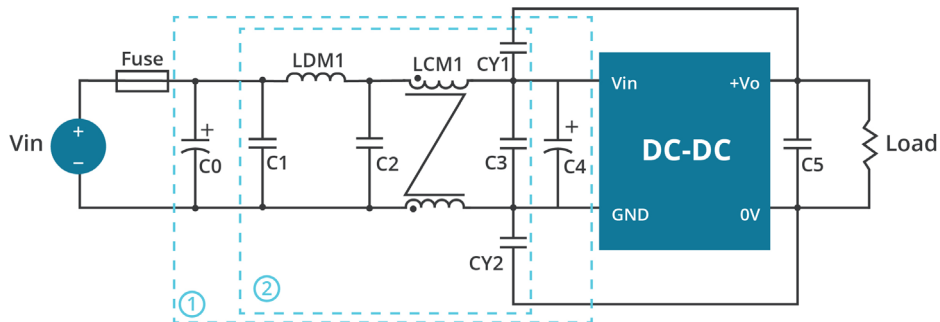 Fuse
LDM1
LCM1
CY1
Vin
+
−
+
C0
C1
C2
C3
+
C4
Vin
+Vo
DC-DC
GND
0V
C5
Load
CY2
1
2